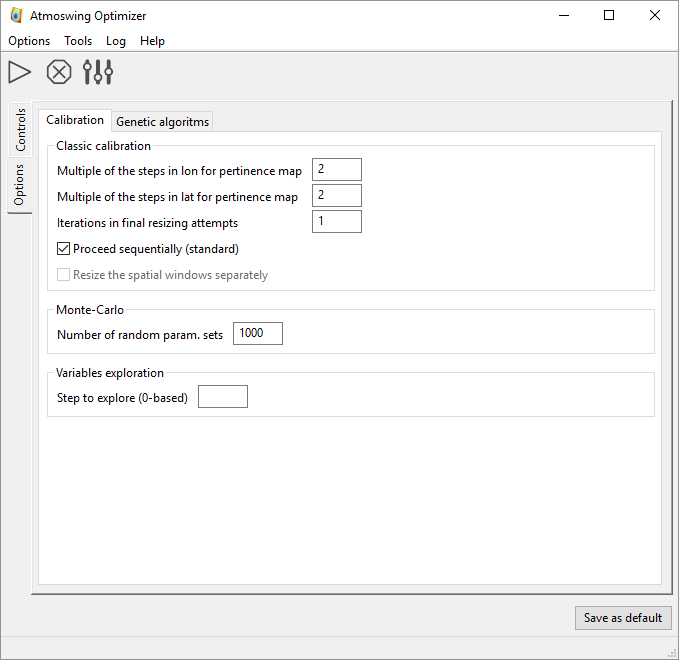 Atmoswing Optimizer
Options Tools Log Help
Controls
Options
Calibration Genetic algoritms
Classic calibration
Multiple of the steps in lon for pertinence map 2
Multiple of the steps in lat for pertinence map 2
Iterations in final resizing attempts 1
Proceed sequentially (standard)
Resize the spatial windows separately
Monte-Carlo
Number of random param. sets 1000
Variables exploration
Step to explore (0-based)
Save as default